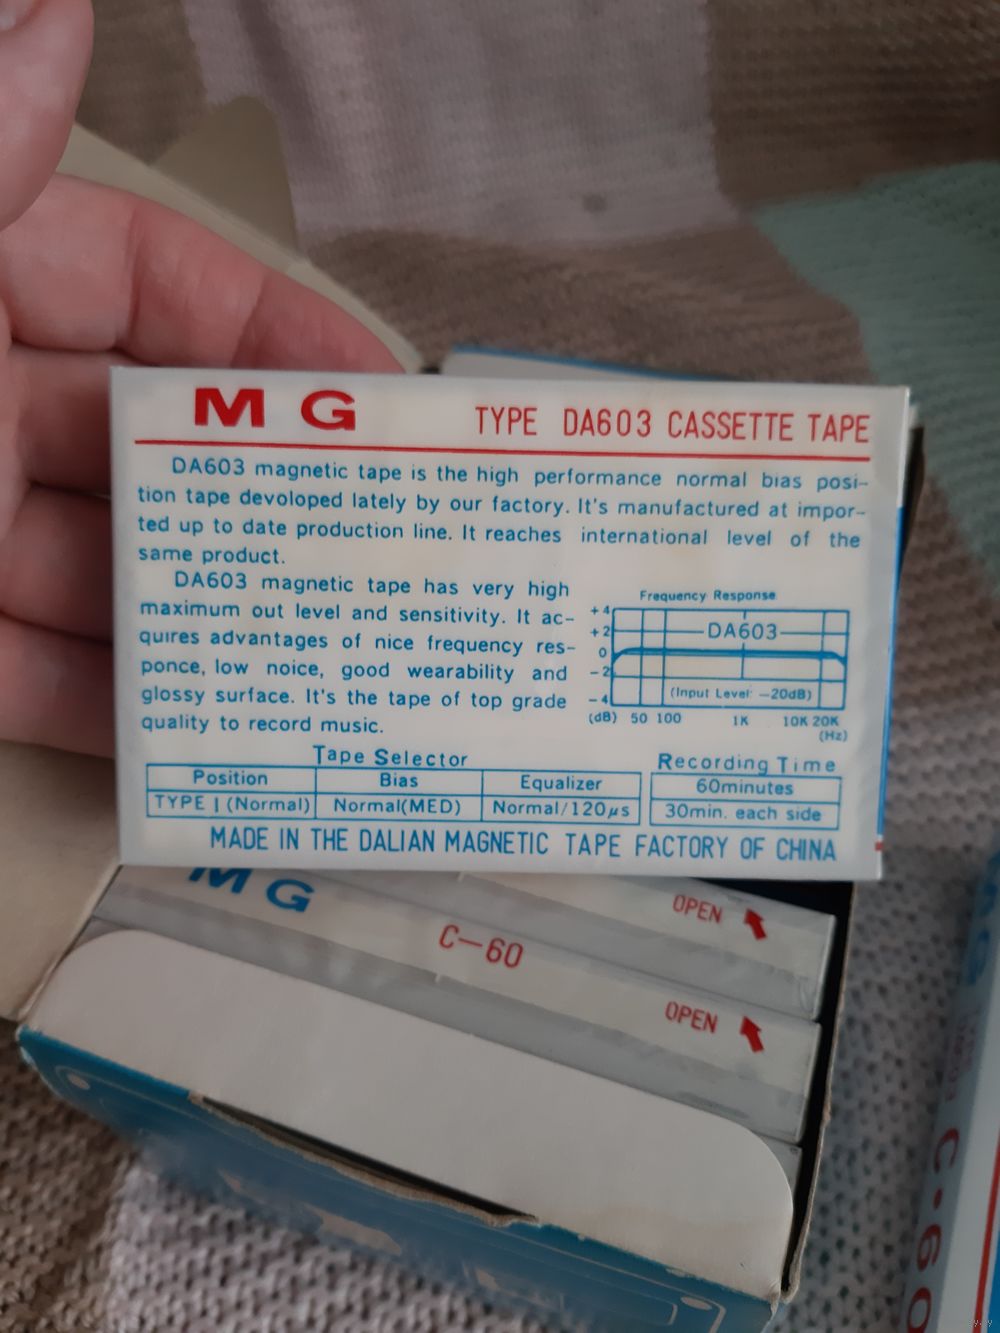 MG
TYPE DA603 CASSETTE TAPE
DA603 magnetic tape is the high performance normal bias posi-
tion tape devoloped lately by our factory. It's manufactured at impor-
ted up to date production line. It reaches international level of the
same product.
DA603 magnetic tape has very high
maximum out level and sensitivity. It ac-
quires advantages of nice frequency res-
ponce, low noice, good wearability and
glossy surface. It's the tape of top grade
quality to record music.
Frequency Response
+4
+2
0
-2
-4
DA603
(Input Level: -20dB)
(dB) 50 100 1K 10K 20K
(Hz)
Tape Selector
Position Bias Equalizer
TYPE I (Normal) Normal(MED) Normal/120μs
Recording Time
60minutes
30min. each side
MADE IN THE DALIAN MAGNETIC TAPE FACTORY OF CHINA
MG
OPEN
C-60
OPEN
C·60